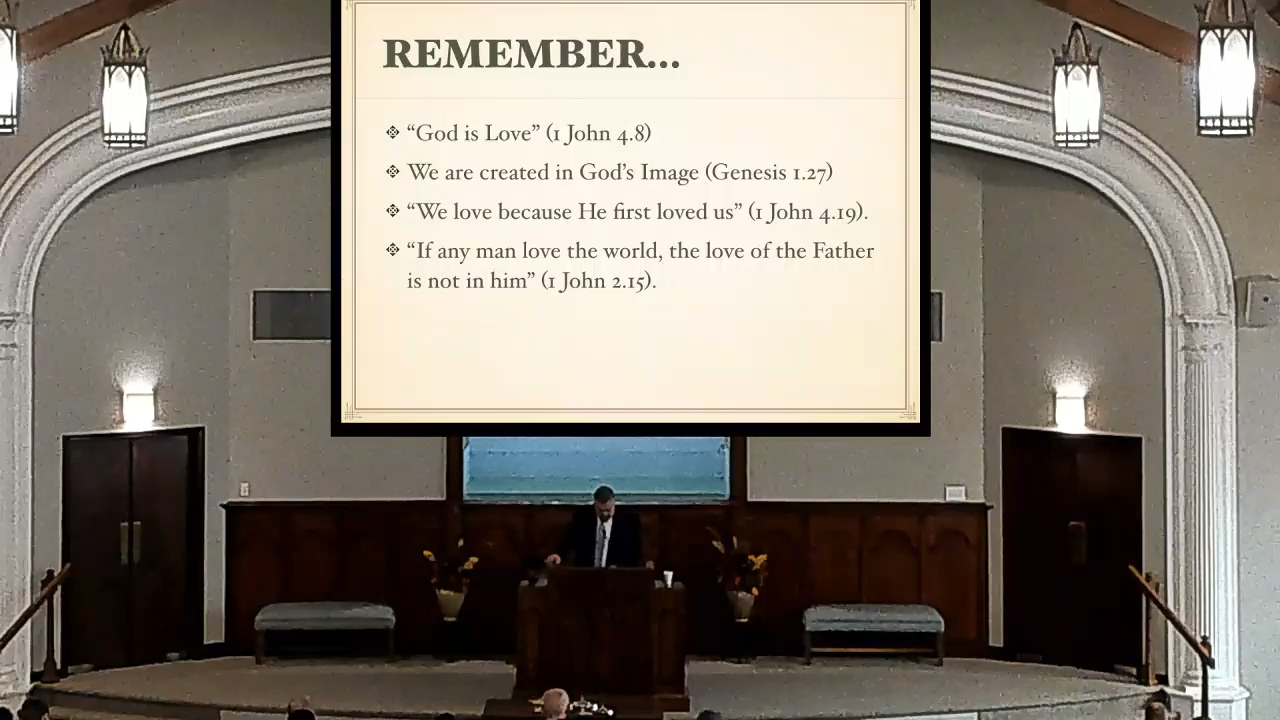 REMEMBER...
“God is Love” (1 John 4.8)
We are created in God’s Image (Genesis 1.27)
“We love because He first loved us” (1 John 4.19).
“If any man love the world, the love of the Father
is not in him” (1 John 2.15).